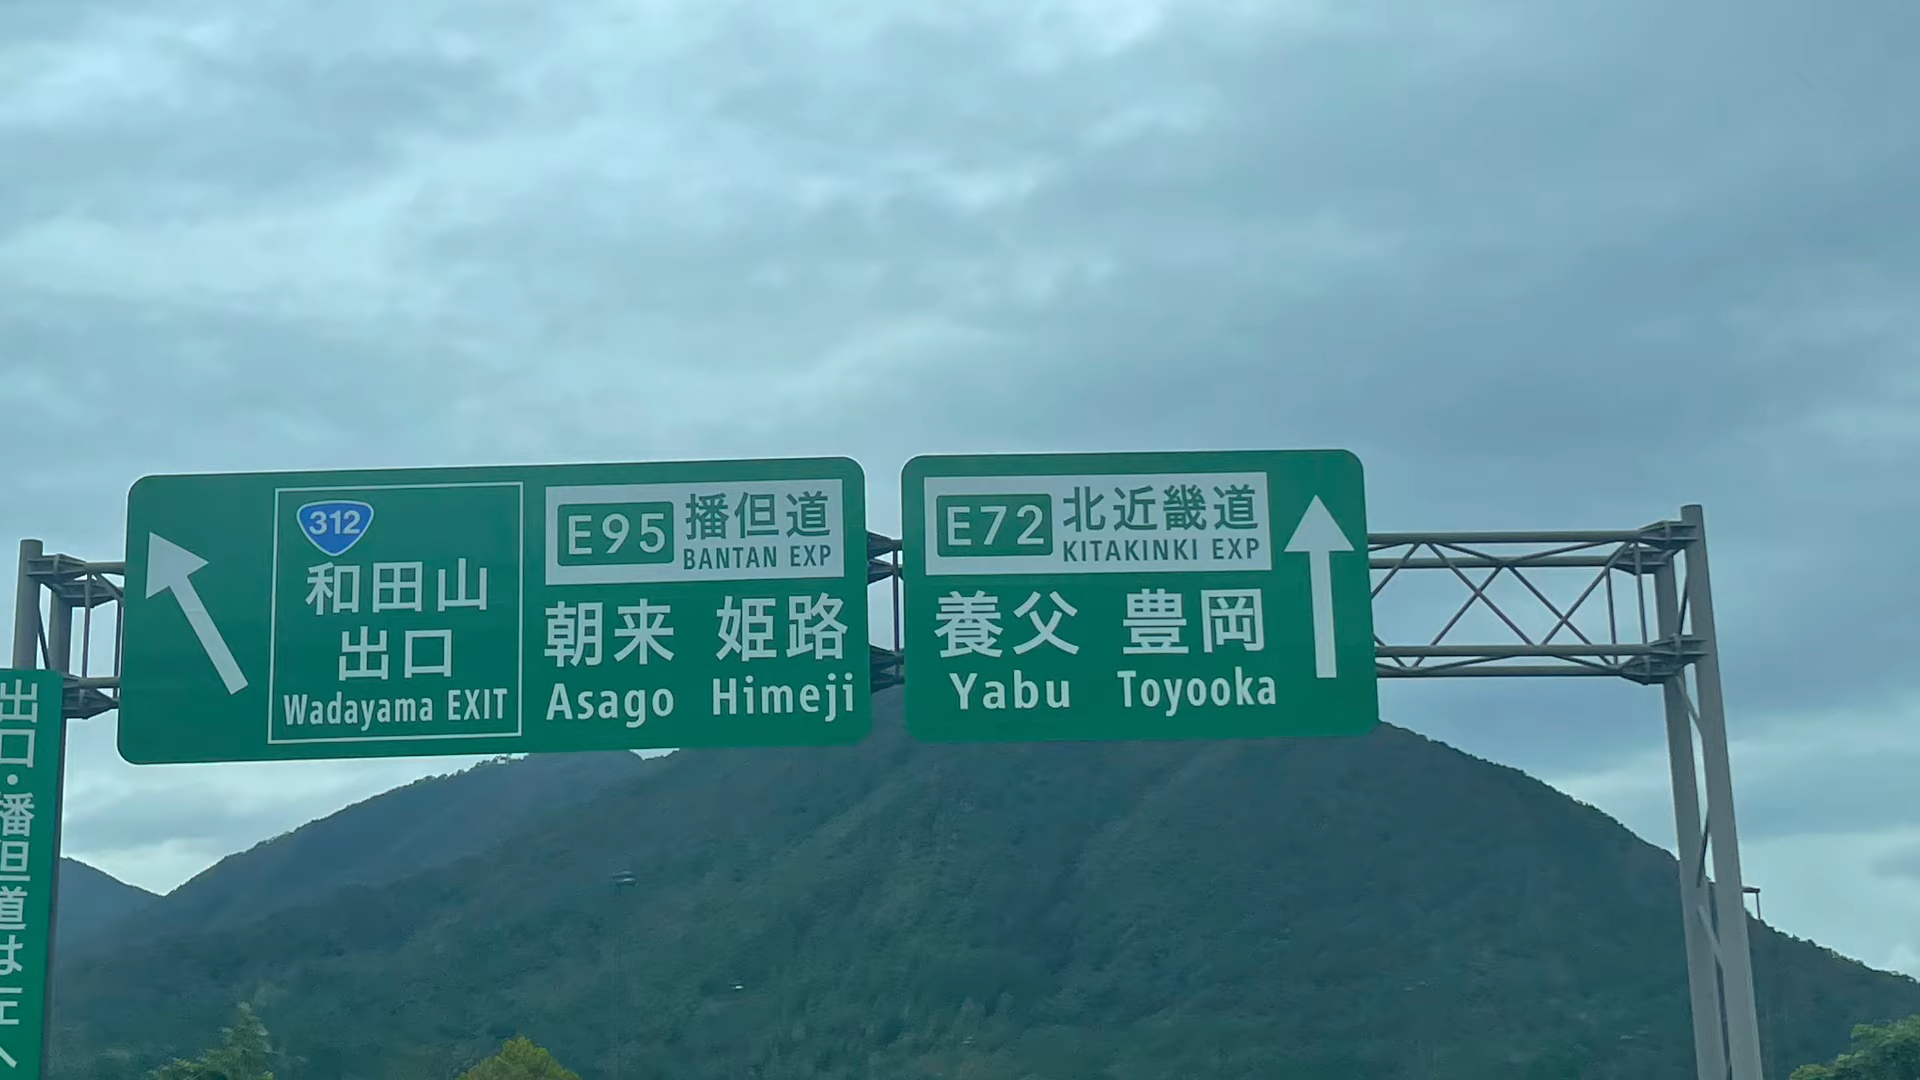 312
和田山
出口
Wadayama EXIT
E95 播但道
BANTAN EXP
朝来 姫路
Asago Himeji
E72 北近畿道
KITAKINKI EXP
養父 豊岡
Yabu Toyooka
出口・播但道は左へ